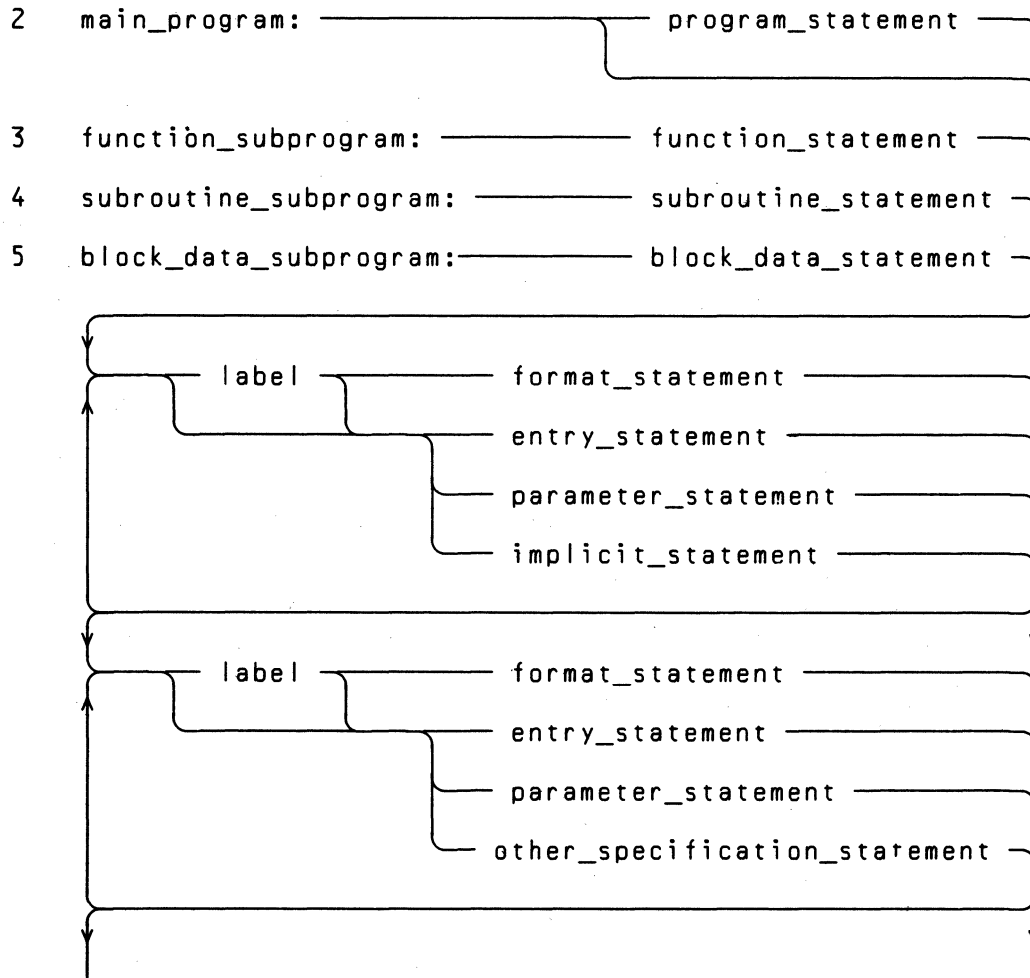 2 main_program: program_statement
3 function_subprogram: function_statement
4 subroutine_subprogram: subroutine_statement
5 block_data_subprogram: block_data_statement
label format_statement
entry_statement
parameter_statement
implicit_statement
label format_statement
entry_statement
parameter_statement
other_specification_statement